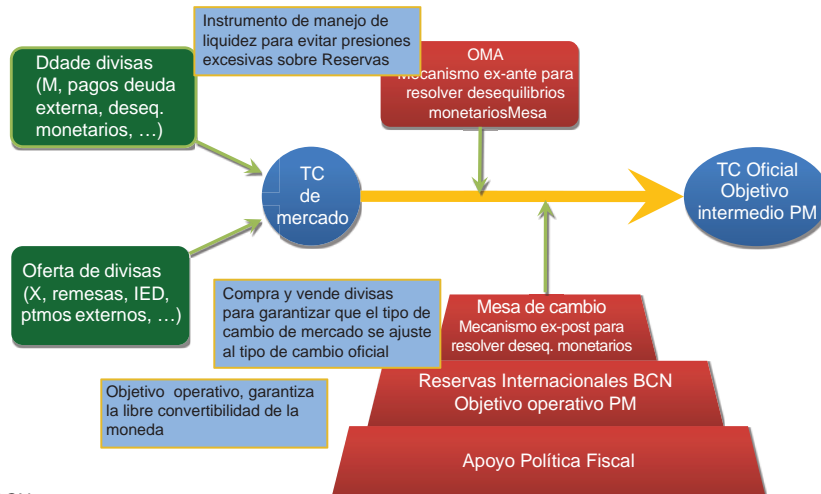 Instrumento de manejo de
liquidez para evitar presiones
excesivas sobre Reservas
Ddade divisas
(M, pagos deuda
externa, deseq.
monetarios, …)
OMA
Mecanismo ex-ante para
resolver desequilibrios
monetariosMesa
TC
de
mercado
TC Oficial
Objetivo
intermedio PM
Oferta de divisas
(X, remesas, IED,
ptmos externos, …)
Compra y vende divisas
para garantizar que el tipo de
cambio de mercado se ajuste
al tipo de cambio oficial
Mesa de cambio
Mecanismo ex-post para
resolver deseq. monetarios
Objetivo operativo, garantiza
la libre convertibilidad de la
moneda
Reservas Internacionales BCN
Objetivo operativo PM
Apoyo Política Fiscal